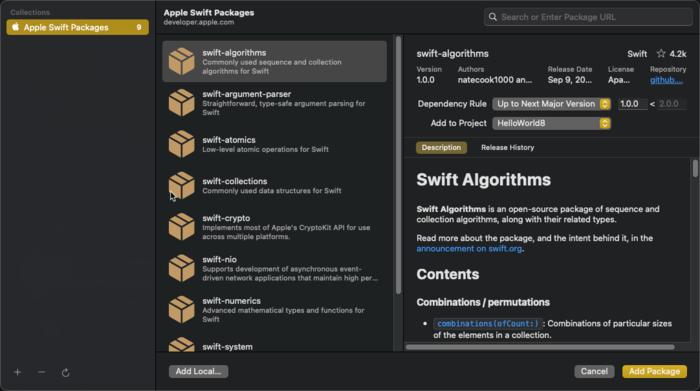 Collections
Apple Swift Packages 9
Apple Swift Packages
developer.apple.com
Search or Enter Package URL
swift-algorithms
Commonly used sequence and collection
algorithms for Swift
swift-argument-parser
Straightforward, type-safe argument parsing for
Swift
swift-atomics
Low-level atomic operations for Swift
swift-collections
Commonly used data structures for Swift
swift-crypto
Implements most of Apple's CryptoKit API for use
across multiple platforms.
swift-nio
Supports development of asynchronous event-
driven network applications that maintain high per...
swift-numerics
Advanced mathematical types and functions for
Swift
swift-system
swift-algorithms Swift 4.2k
Version Authors Release Date License Repository
1.0.0 natecook1000 an... Sep 9, 20... Apa... github....
Dependency Rule Up to Next Major Version 1.0.0 < 2.0.0
Add to Project HelloWorld8
Description Release History
Swift Algorithms
Swift Algorithms is an open-source package of sequence and
collection algorithms, along with their related types.
Read more about the package, and the intent behind it, in the
announcement on swift.org.
Contents
Combinations / permutations
• combinations(ofCount:): Combinations of particular sizes
of the elements in a collection.
Add Local... Cancel Add Package